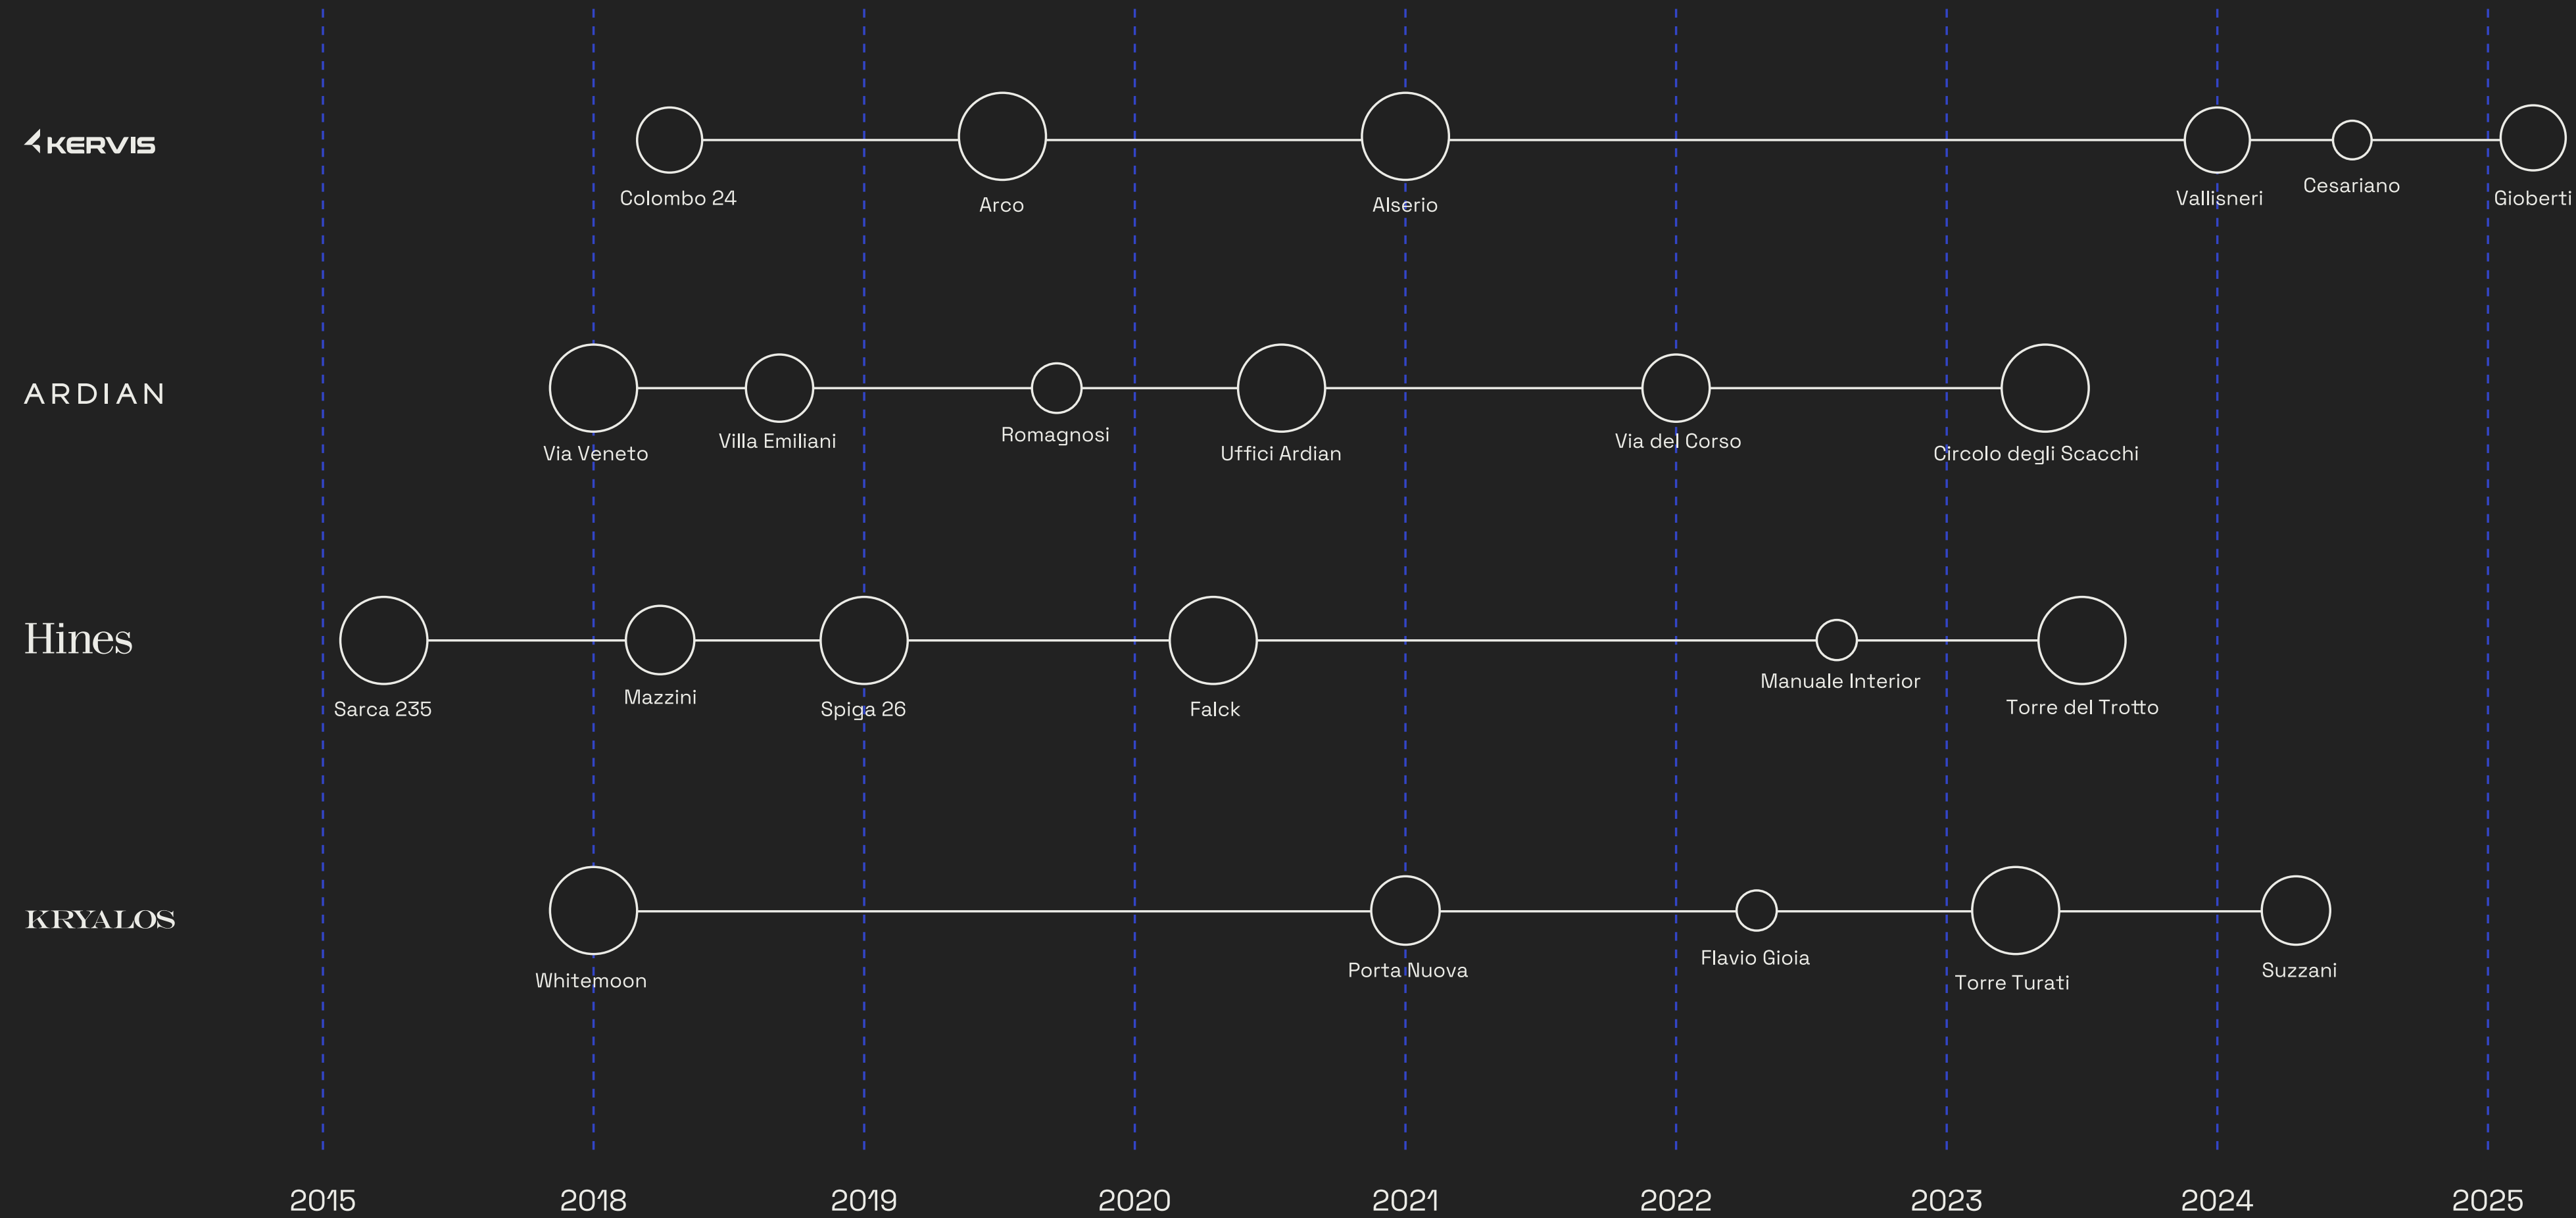 KERVIS
Colombo 24
Arco
Alserio
Vallisneri
Cesariano
Gioberti
ARDIAN
Via Veneto
Villa Emiliani
Romagnosi
Uffici Ardian
Via del Corso
Circolo degli Scacchi
Hines
Sarca 235
Mazzini
Spiga 26
Falck
Manuale Interior
Torre del Trotto
KRYALOS
Whitemoon
Porta Nuova
Flavio Gioia
Torre Turati
Suzzani
2015 2018 2019 2020 2021 2022 2023 2024 2025